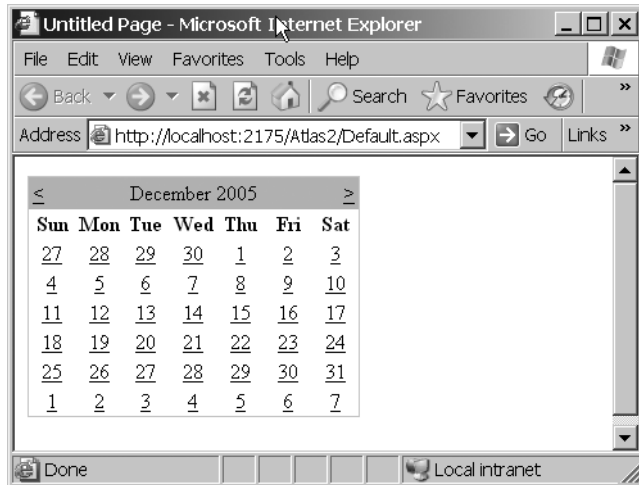 Untitled Page - Microsoft Internet Explorer
File Edit View Favorites Tools Help
Back Search Favorites »
Address http://localhost:2175/Atlas2/Default.aspx Go Links »
< December 2005 >
Sun Mon Tue Wed Thu Fri Sat
27 28 29 30 1 2 3
4 5 6 7 8 9 10
11 12 13 14 15 16 17
18 19 20 21 22 23 24
25 26 27 28 29 30 31
1 2 3 4 5 6 7
Done Local intranet